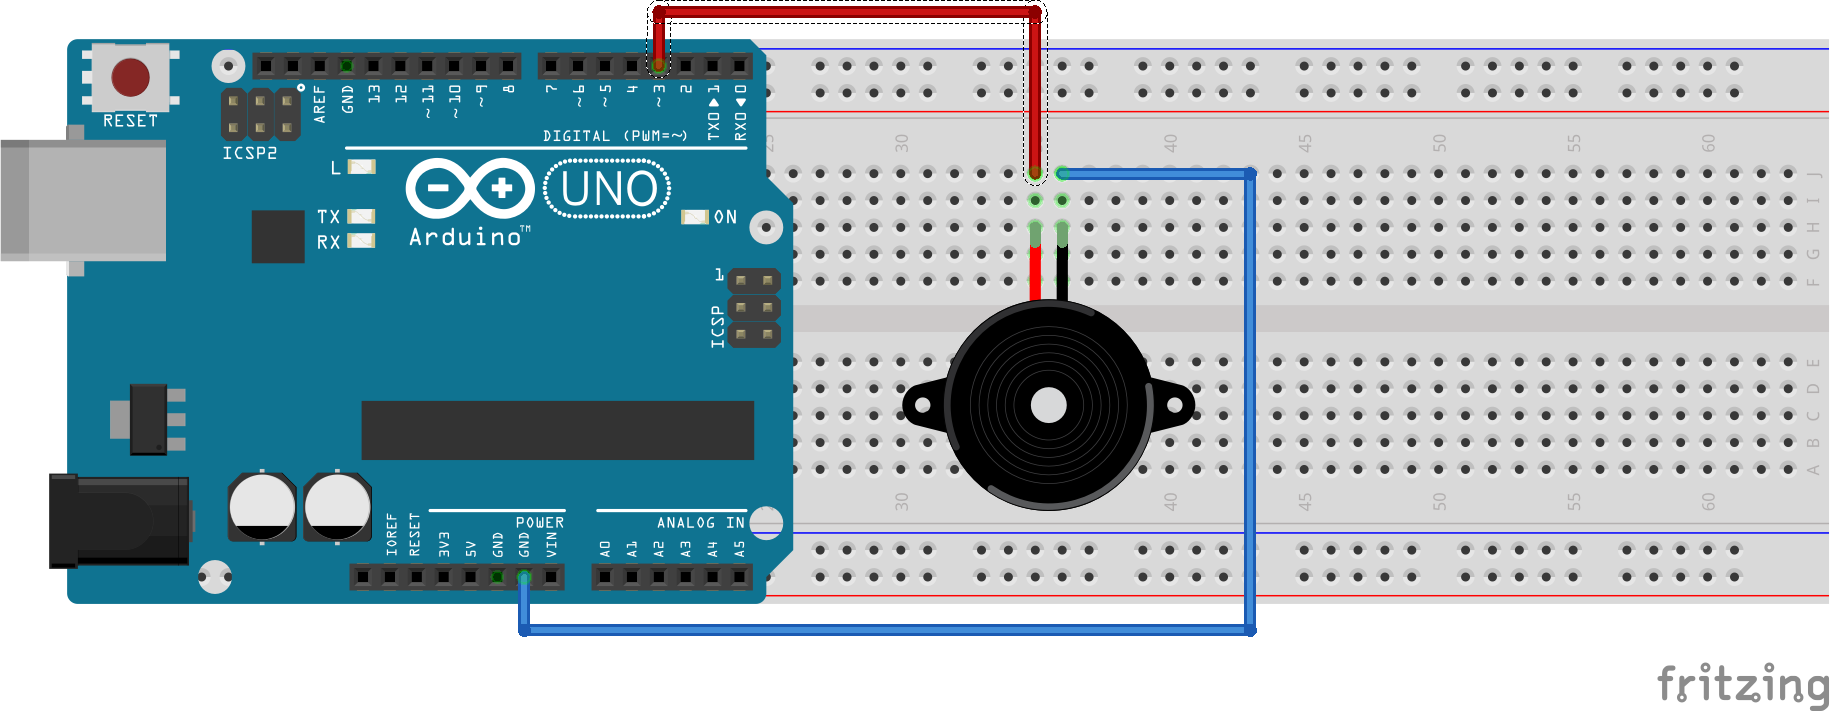 RESET
ICSP2
AREF
GND
13
12
~11
~10
~9
8
7
~6
~5
4
~3
2
TX0▶1
RX0◀0
DIGITAL (PWM=~)
L
TX
RX
UNO
Arduino™
ON
1
ICSP
POWER
ANALOG IN
IOREF
RESET
3V3
5V
GND
GND
VIN
A0
A1
A2
A3
A4
A5
25
30
40
45
50
55
60
J
I
H
G
F
E
D
C
B
A
30
40
45
50
55
60
fritzing